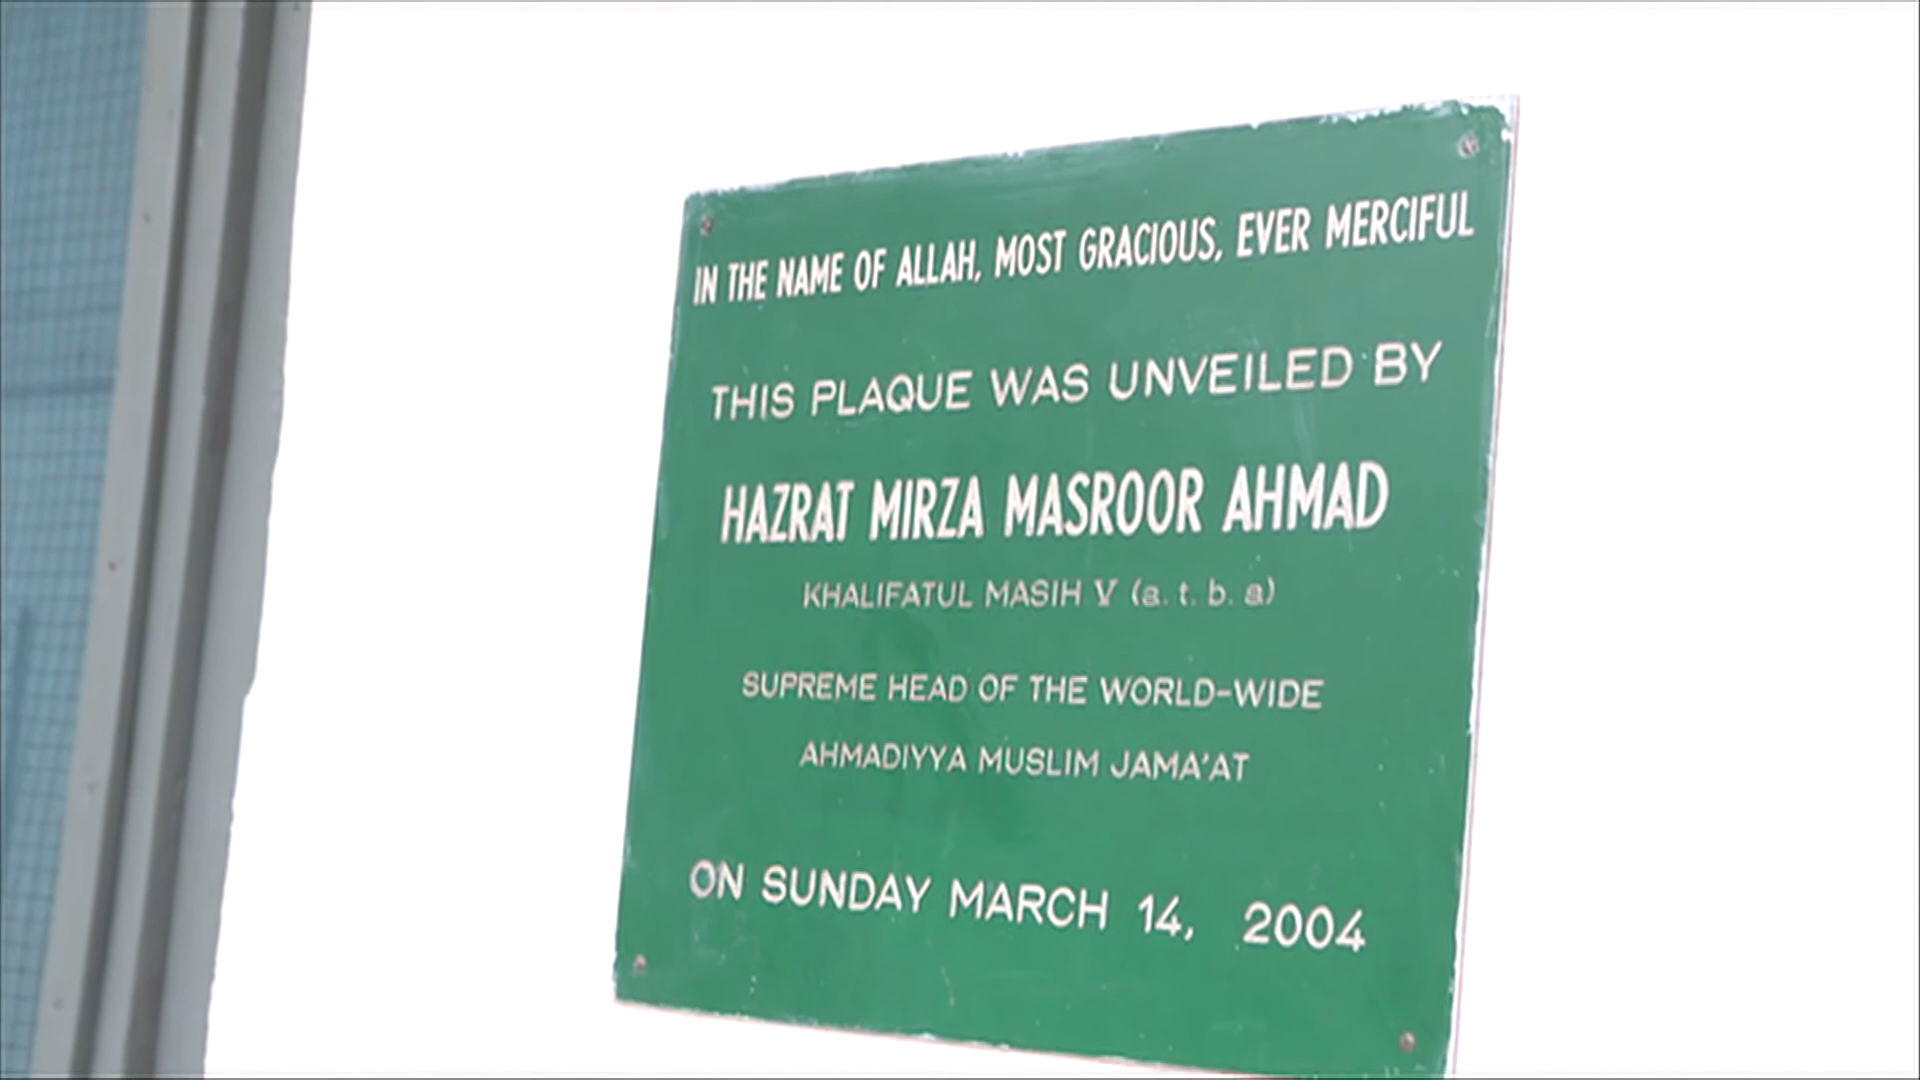 IN THE NAME OF ALLAH, MOST GRACIOUS, EVER MERCIFUL
THIS PLAQUE WAS UNVEILED BY
HAZRAT MIRZA MASROOR AHMAD
KHALIFATUL MASIH V (a. t. b. a)
SUPREME HEAD OF THE WORLD-WIDE
AHMADIYYA MUSLIM JAMA'AT
ON SUNDAY MARCH 14, 2004